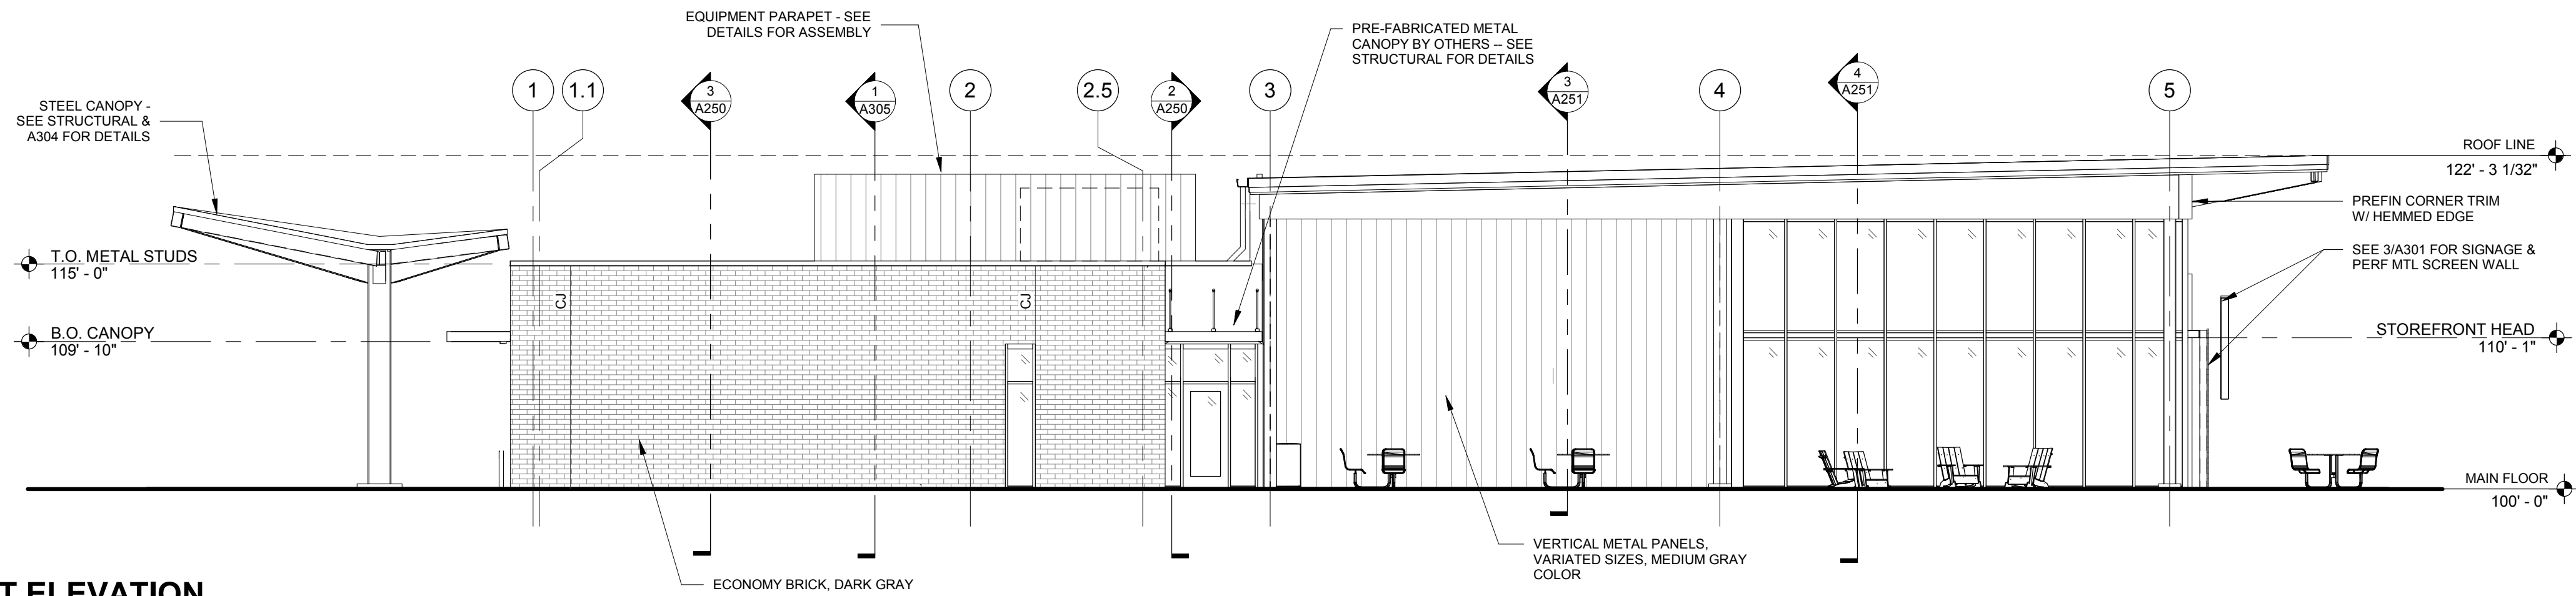 EQUIPMENT PARAPET - SEE
DETAILS FOR ASSEMBLY
PRE-FABRICATED METAL
CANOPY BY OTHERS -- SEE
STRUCTURAL FOR DETAILS
STEEL CANOPY -
SEE STRUCTURAL &
A304 FOR DETAILS
1
1.1
3
A250
1
A305
2
2.5
2
A250
3
3
A251
4
4
A251
5
ROOF LINE
122' - 3 1/32"
PREFIN CORNER TRIM
W/ HEMMED EDGE
T.O. METAL STUDS
115' - 0"
SEE 3/A301 FOR SIGNAGE &
PERF MTL SCREEN WALL
CJ
CJ
B.O. CANOPY
109' - 10"
STOREFRONT HEAD
110' - 1"
MAIN FLOOR
100' - 0"
VERTICAL METAL PANELS,
VARIATED SIZES, MEDIUM GRAY
COLOR
ECONOMY BRICK, DARK GRAY
T ELEVATION